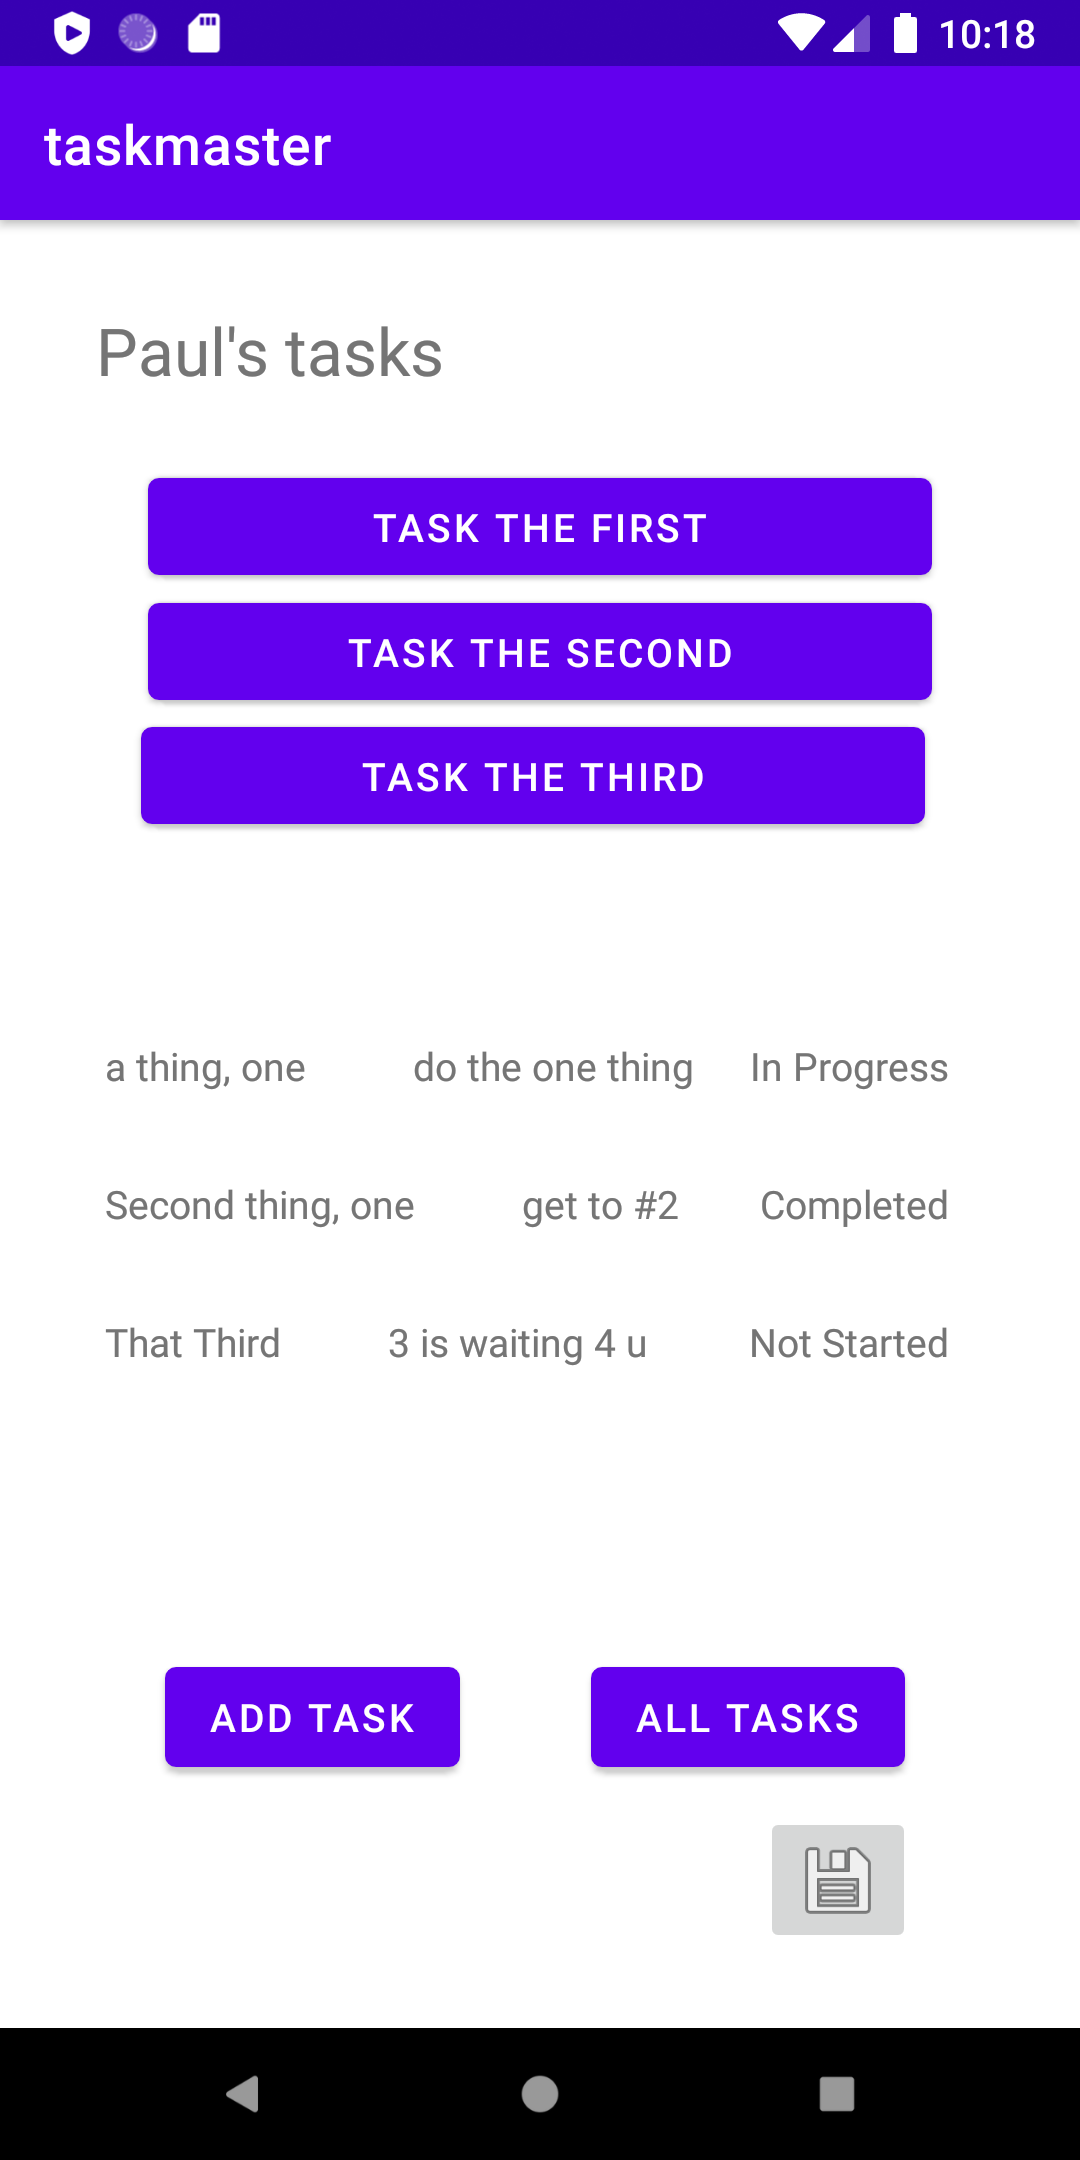 10:18
taskmaster
Paul's tasks
TASK THE FIRST
TASK THE SECOND
TASK THE THIRD
a thing, one do the one thing In Progress
Second thing, one get to #2 Completed
That Third 3 is waiting 4 u Not Started
ADD TASK ALL TASKS